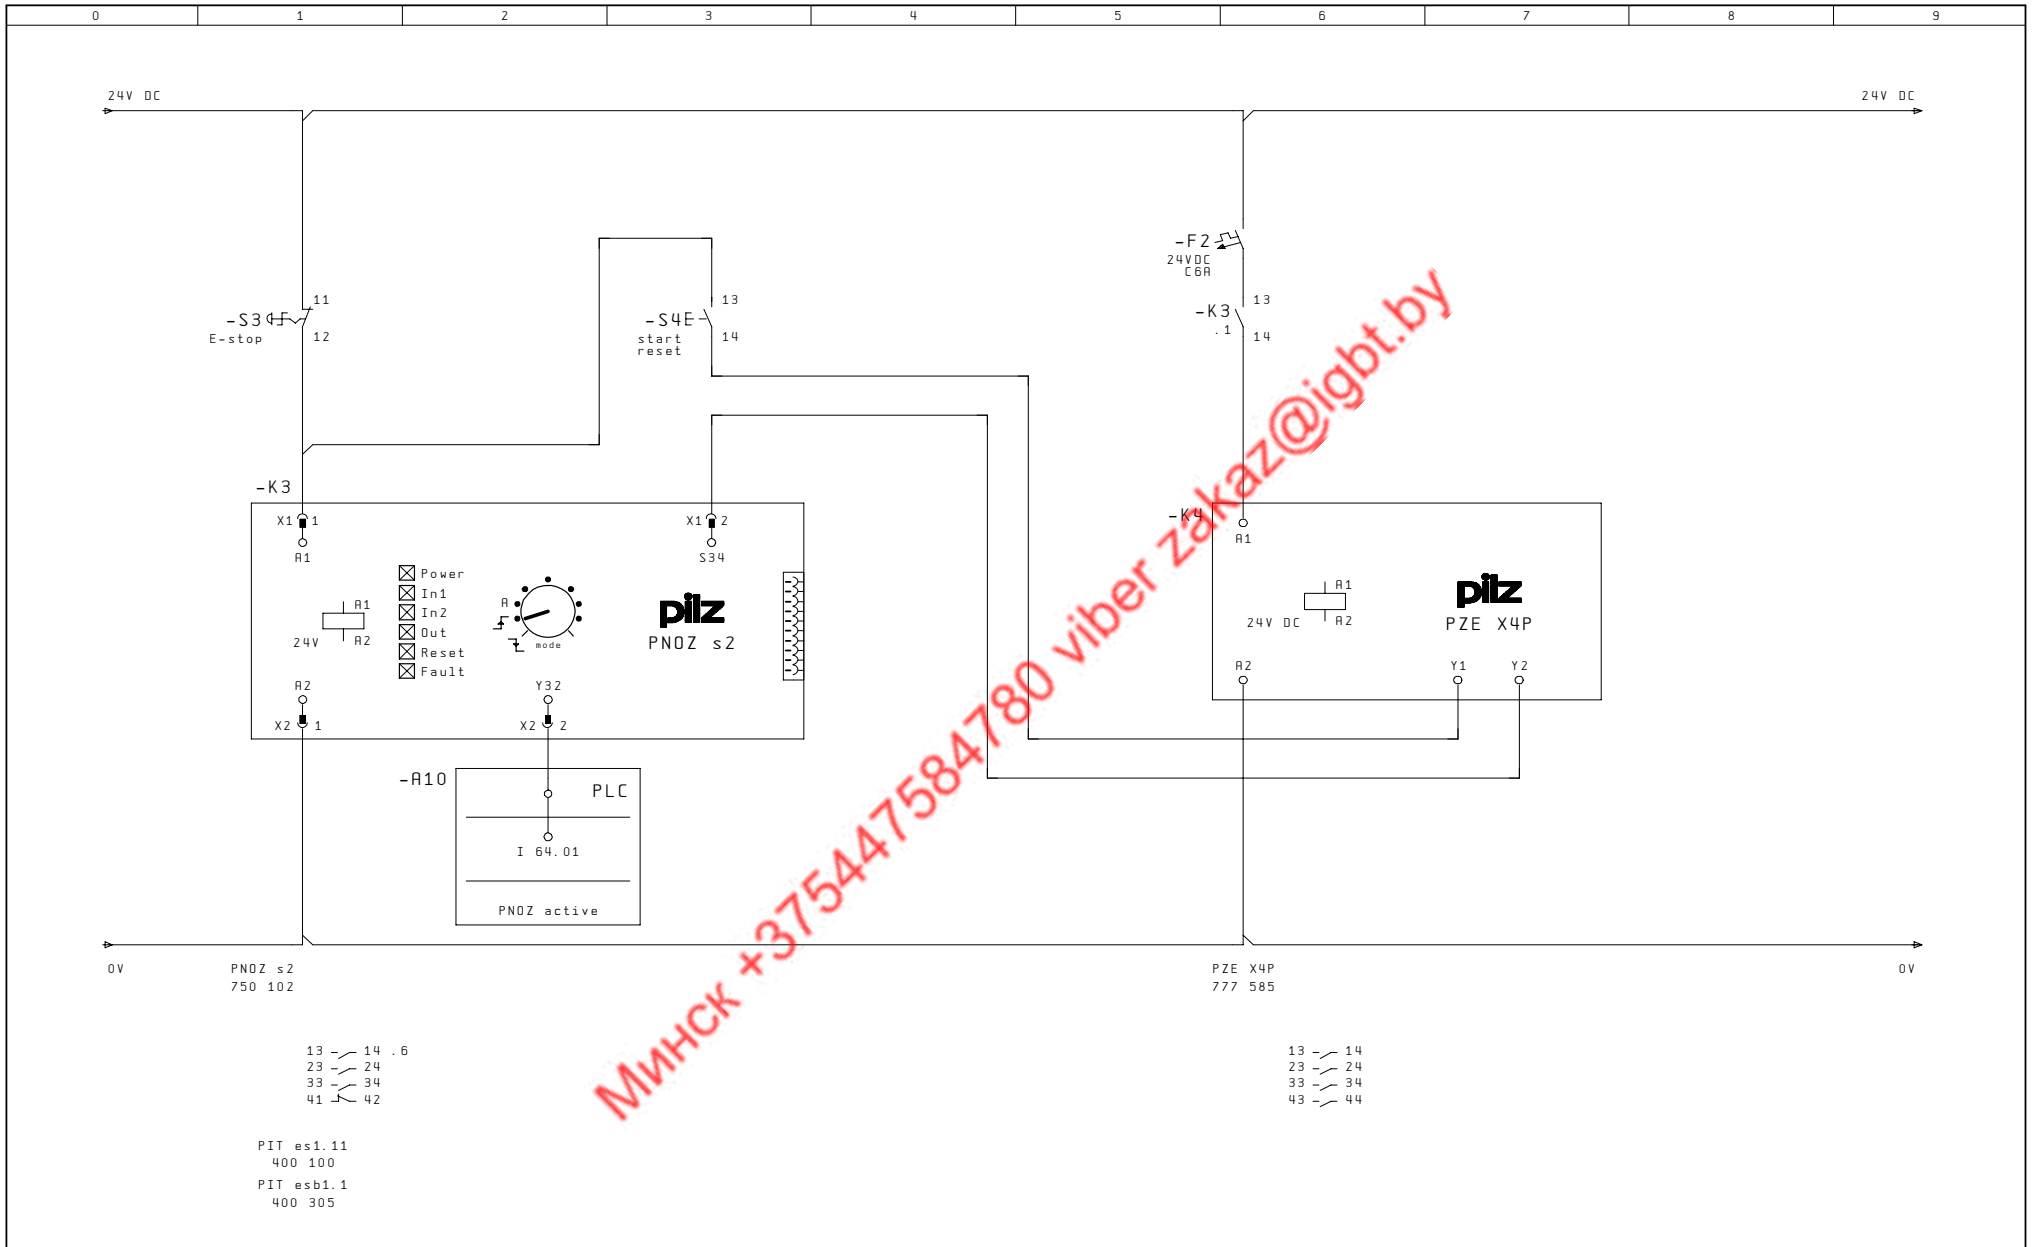 0 1 2 3 4 5 6 7 8 9
24V DC
24V DC
-F2
24VDC
C6A
11
-S3
E-stop
12
13
-S4E
start
reset
14
13
-K3
.1
14
-K3
X1 1
A1
X1 2
S34
Power
In1
In2
Out
Reset
Fault
A1
A2
24V
A
mode
pilz
PNOZ s2
A2
X2 1
Y32
X2 2
-K4
A1
A1
A2
24V DC
pilz
PZE X4P
A2
Y1
Y2
-A10
PLC
I 64.01
PNOZ active
0V
PNOZ s2
750 102
PZE X4P
777 585
0V
13 14 .6
23 24
33 34
41 42
13 14
23 24
33 34
43 44
PIT es1.11
400 100
PIT esb1.1
400 305
Минск +375447584780 viber zakaz@igbt.by